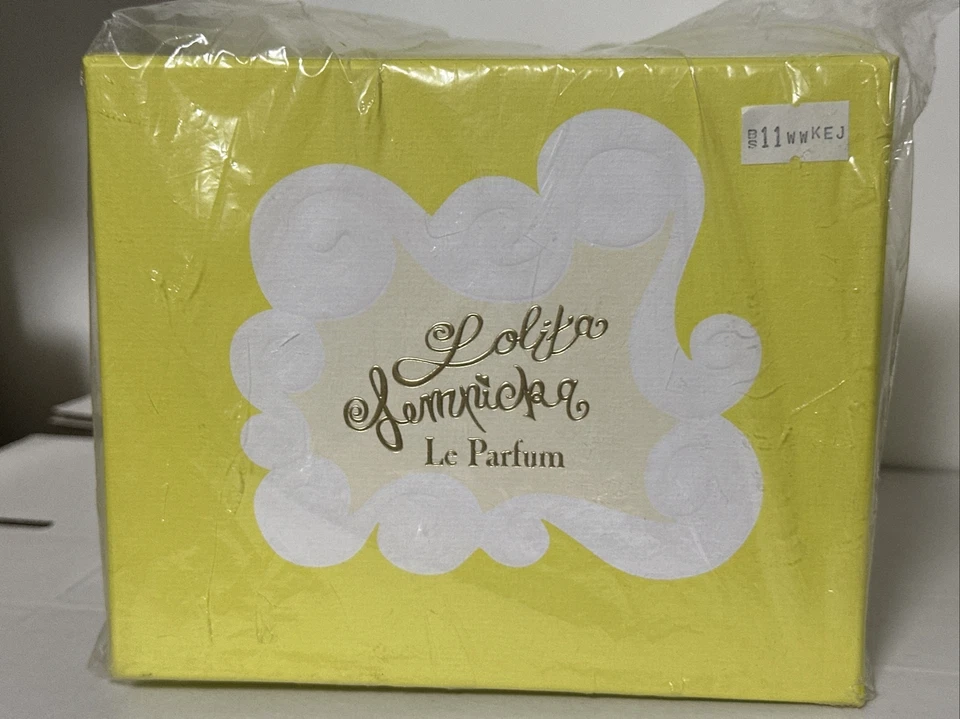 BS 11WWKEJ
Lolita
Lempicka
Le Parfum